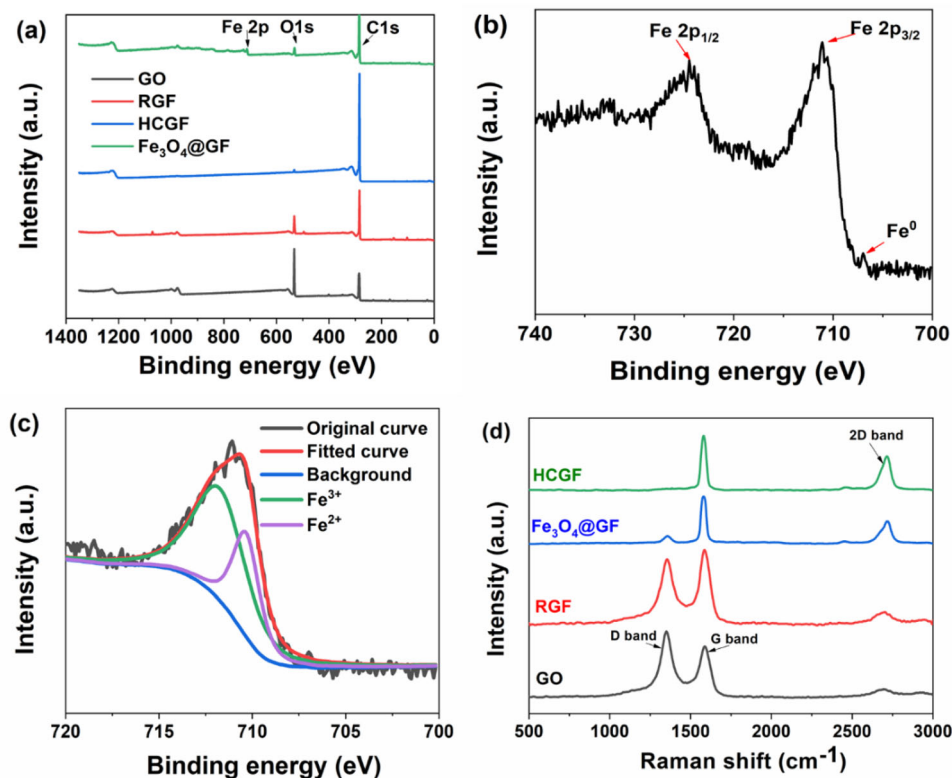 (a)
Fe 2p O1s C1s
GO
RGF
HCGF
Fe₃O₄@GF
Intensity (a.u.)
1400 1200 1000 800 600 400 200 0
Binding energy (eV)
(b)
Fe 2p₁/₂
Fe 2p₃/₂
Fe⁰
Intensity (a.u.)
740 730 720 710 700
Binding energy (eV)
(c)
Original curve
Fitted curve
Background
Fe³⁺
Fe²⁺
Intensity (a.u.)
720 715 710 705 700
Binding energy (eV)
(d)
2D band
HCGF
Fe₃O₄@GF
RGF
D band
G band
GO
Intensity (a.u.)
500 1000 1500 2000 2500 3000
Raman shift (cm⁻¹)